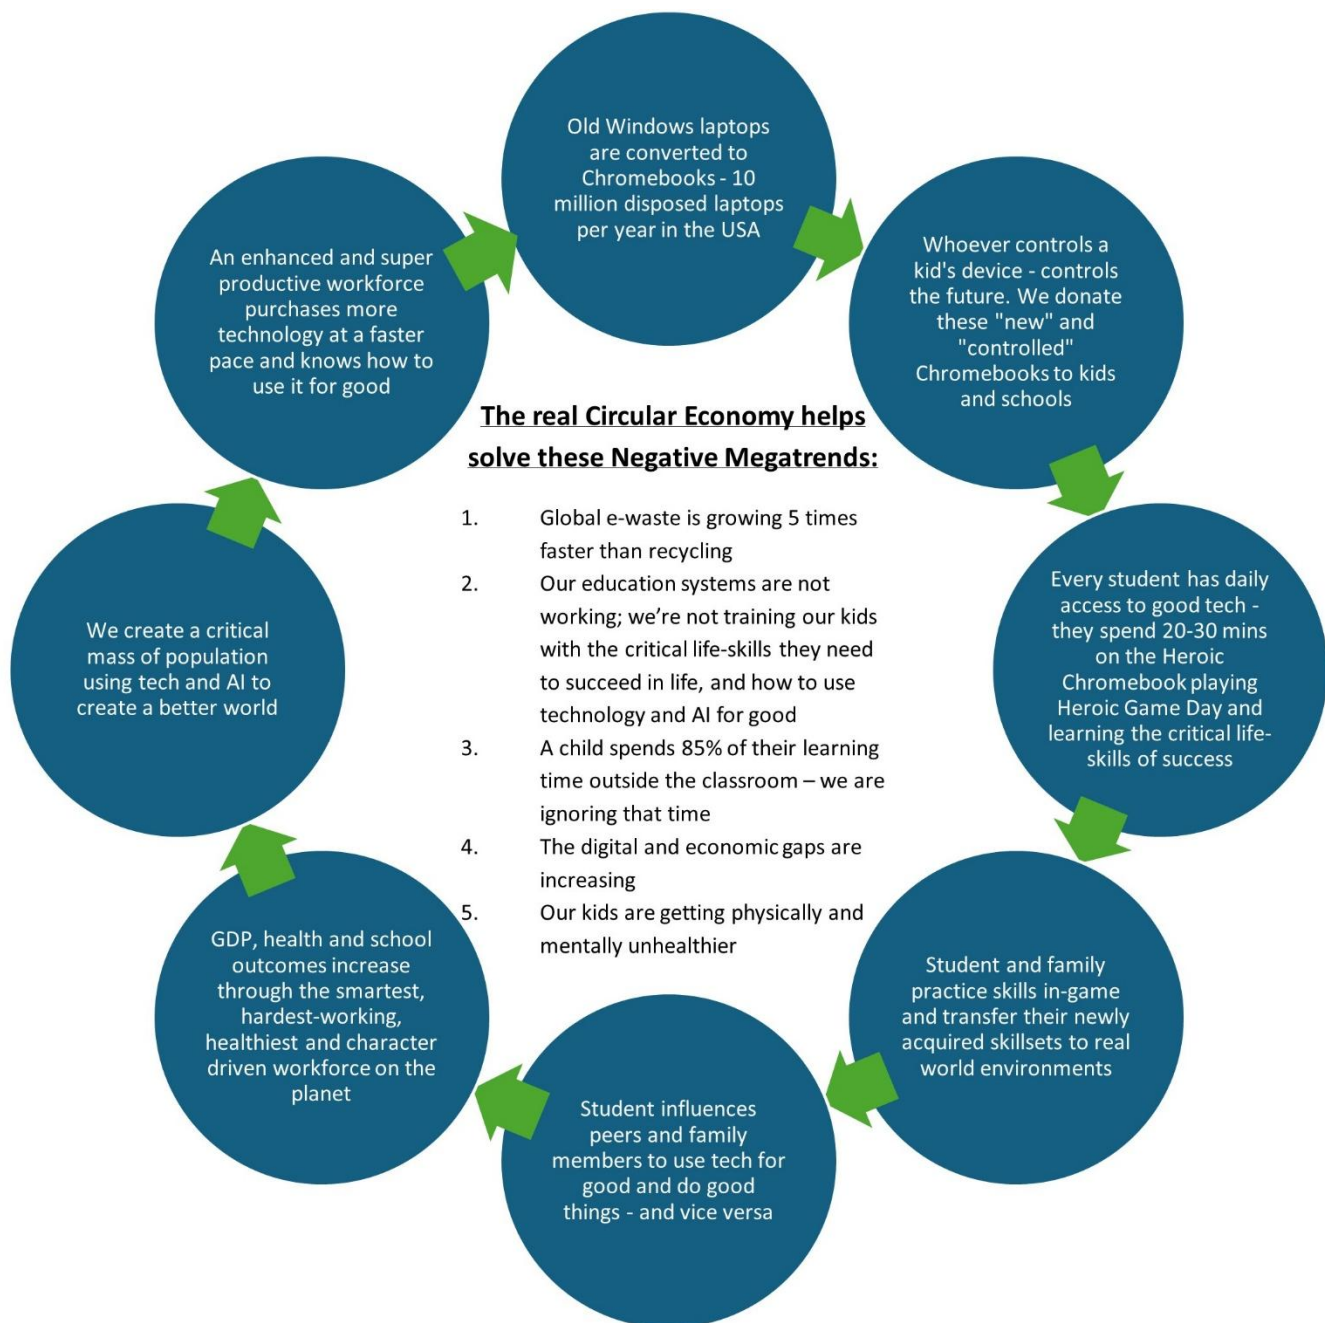 Old Windows laptops
are converted to
Chromebooks - 10
million disposed laptops
per year in the USA
Whoever controls a
kid's device - controls
the future. We donate
these "new" and
"controlled"
Chromebooks to kids
and schools
Every student has daily
access to good tech -
they spend 20-30 mins
on the Heroic
Chromebook playing
Heroic Game Day and
learning the critical life-
skills of success
Student and family
practice skills in-game
and transfer their newly
acquired skillsets to real
world environments
Student influences
peers and family
members to use tech for
good and do good
things - and vice versa
GDP, health and school
outcomes increase
through the smartest,
hardest-working,
healthiest and character
driven workforce on the
planet
We create a critical
mass of population
using tech and AI to
create a better world
An enhanced and super
productive workforce
purchases more
technology at a faster
pace and knows how to
use it for good
The real Circular Economy helps
solve these Negative Megatrends:
1. Global e-waste is growing 5 times
faster than recycling
2. Our education systems are not
working; we’re not training our kids
with the critical life-skills they need
to succeed in life, and how to use
technology and AI for good
3. A child spends 85% of their learning
time outside the classroom – we are
ignoring that time
4. The digital and economic gaps are
increasing
5. Our kids are getting physically and
mentally unhealthier